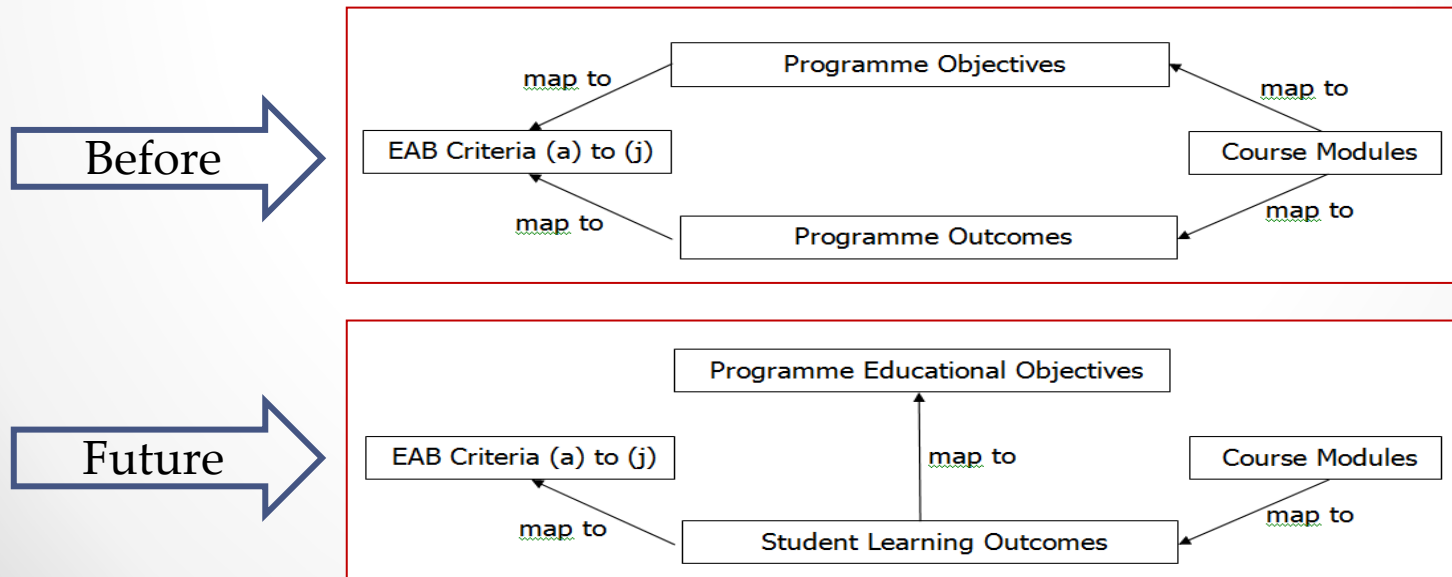 Before
Programme Objectives
map to
map to
EAB Criteria (a) to (j)
Course Modules
map to
map to
Programme Outcomes
Future
Programme Educational Objectives
EAB Criteria (a) to (j)
map to
Course Modules
map to
map to
Student Learning Outcomes